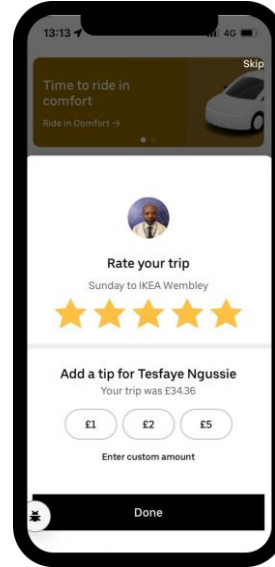 13:13
4G
Skip
Time to ride in
comfort
Ride in Comfort →
Rate your trip
Sunday to IKEA Wembley
Add a tip for Tesfaye Ngussie
Your trip was £34.36
£1 £2 £5
Enter custom amount
Done